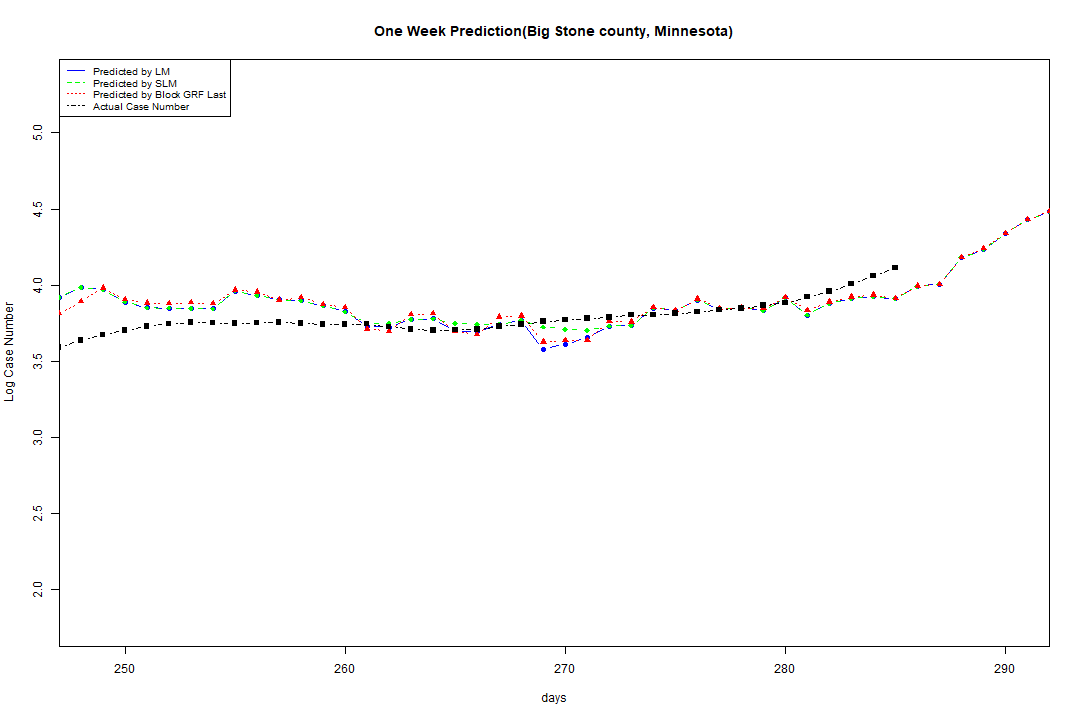 One Week Prediction(Big Stone county, Minnesota)
Predicted by LM
Predicted by SLM
Predicted by Block GRF Last
Actual Case Number
5.0
4.5
4.0
3.5
3.0
2.5
2.0
Log Case Number
250
260
270
280
290
days